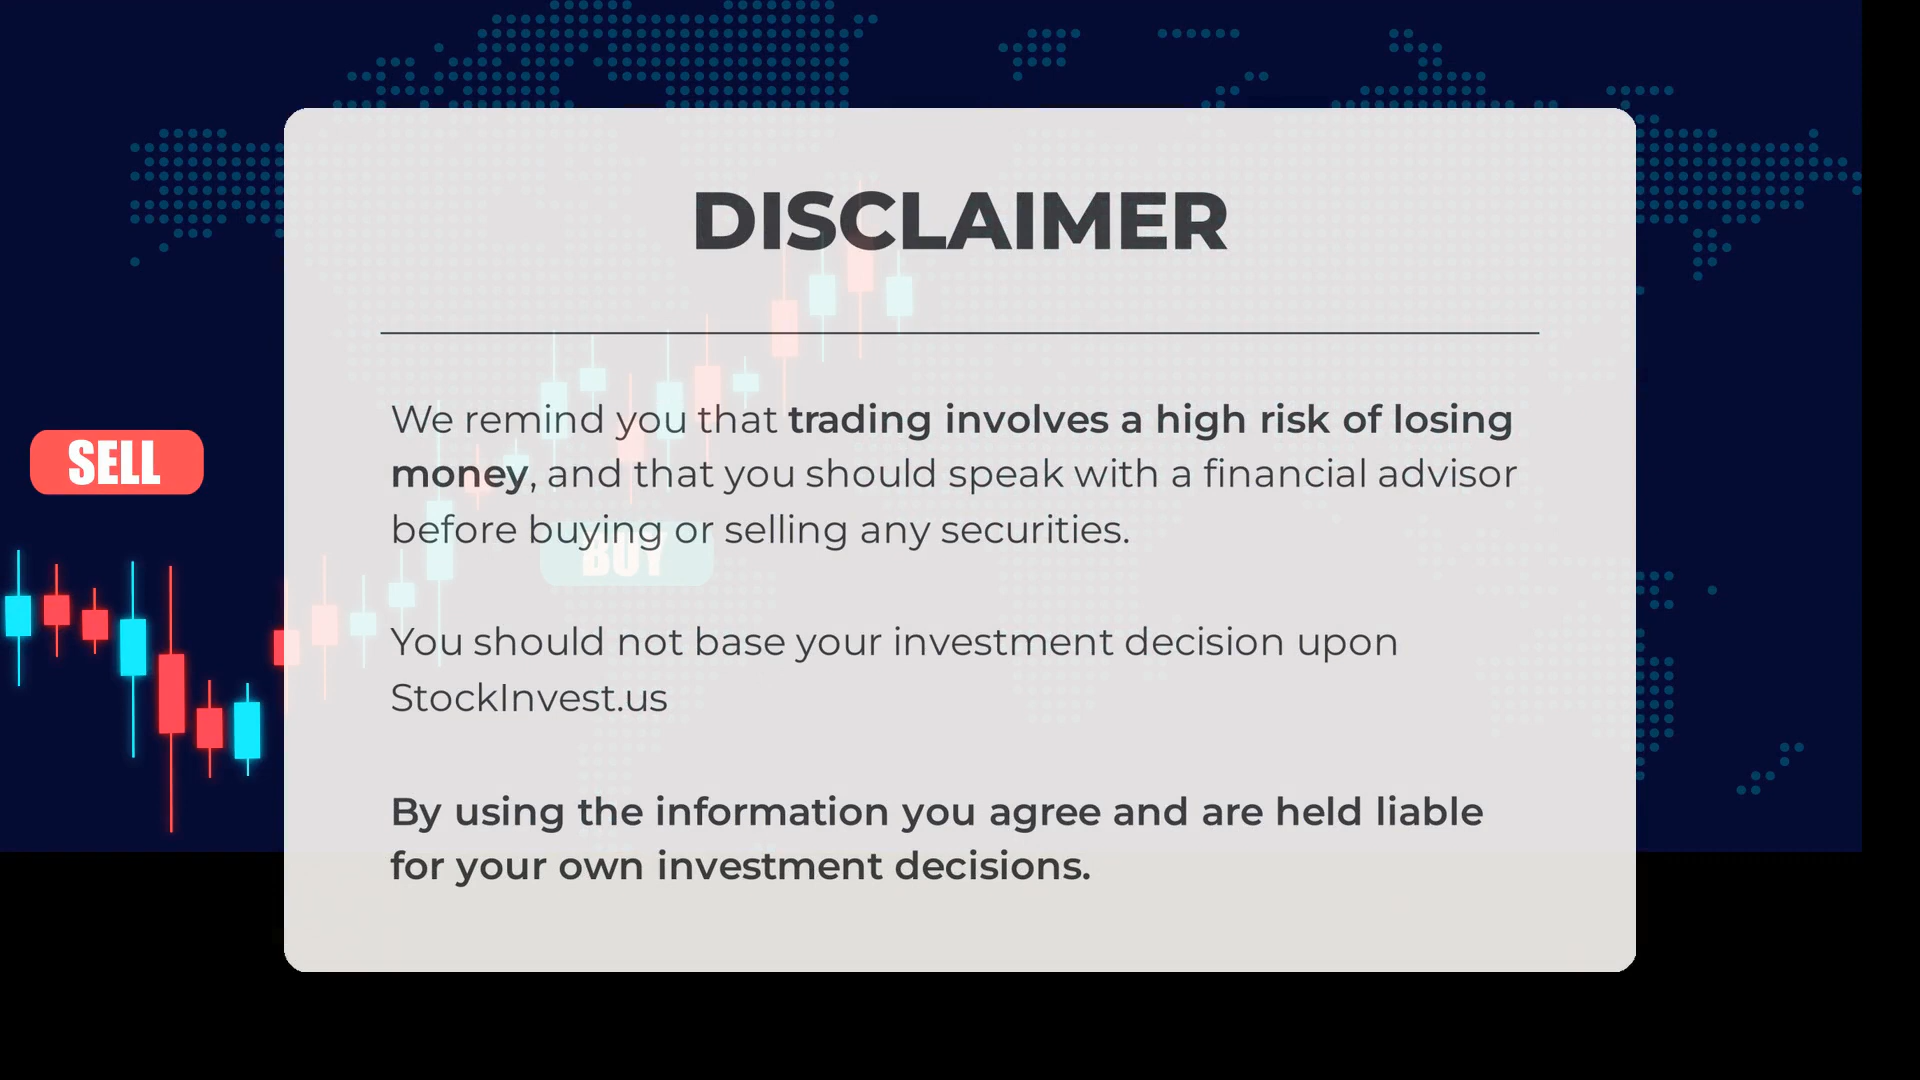 DISCLAIMER
SELL
We remind you that trading involves a high risk of losing
money, and that you should speak with a financial advisor
before buying or selling any securities.
BUY
You should not base your investment decision upon
StockInvest.us
By using the information you agree and are held liable
for your own investment decisions.